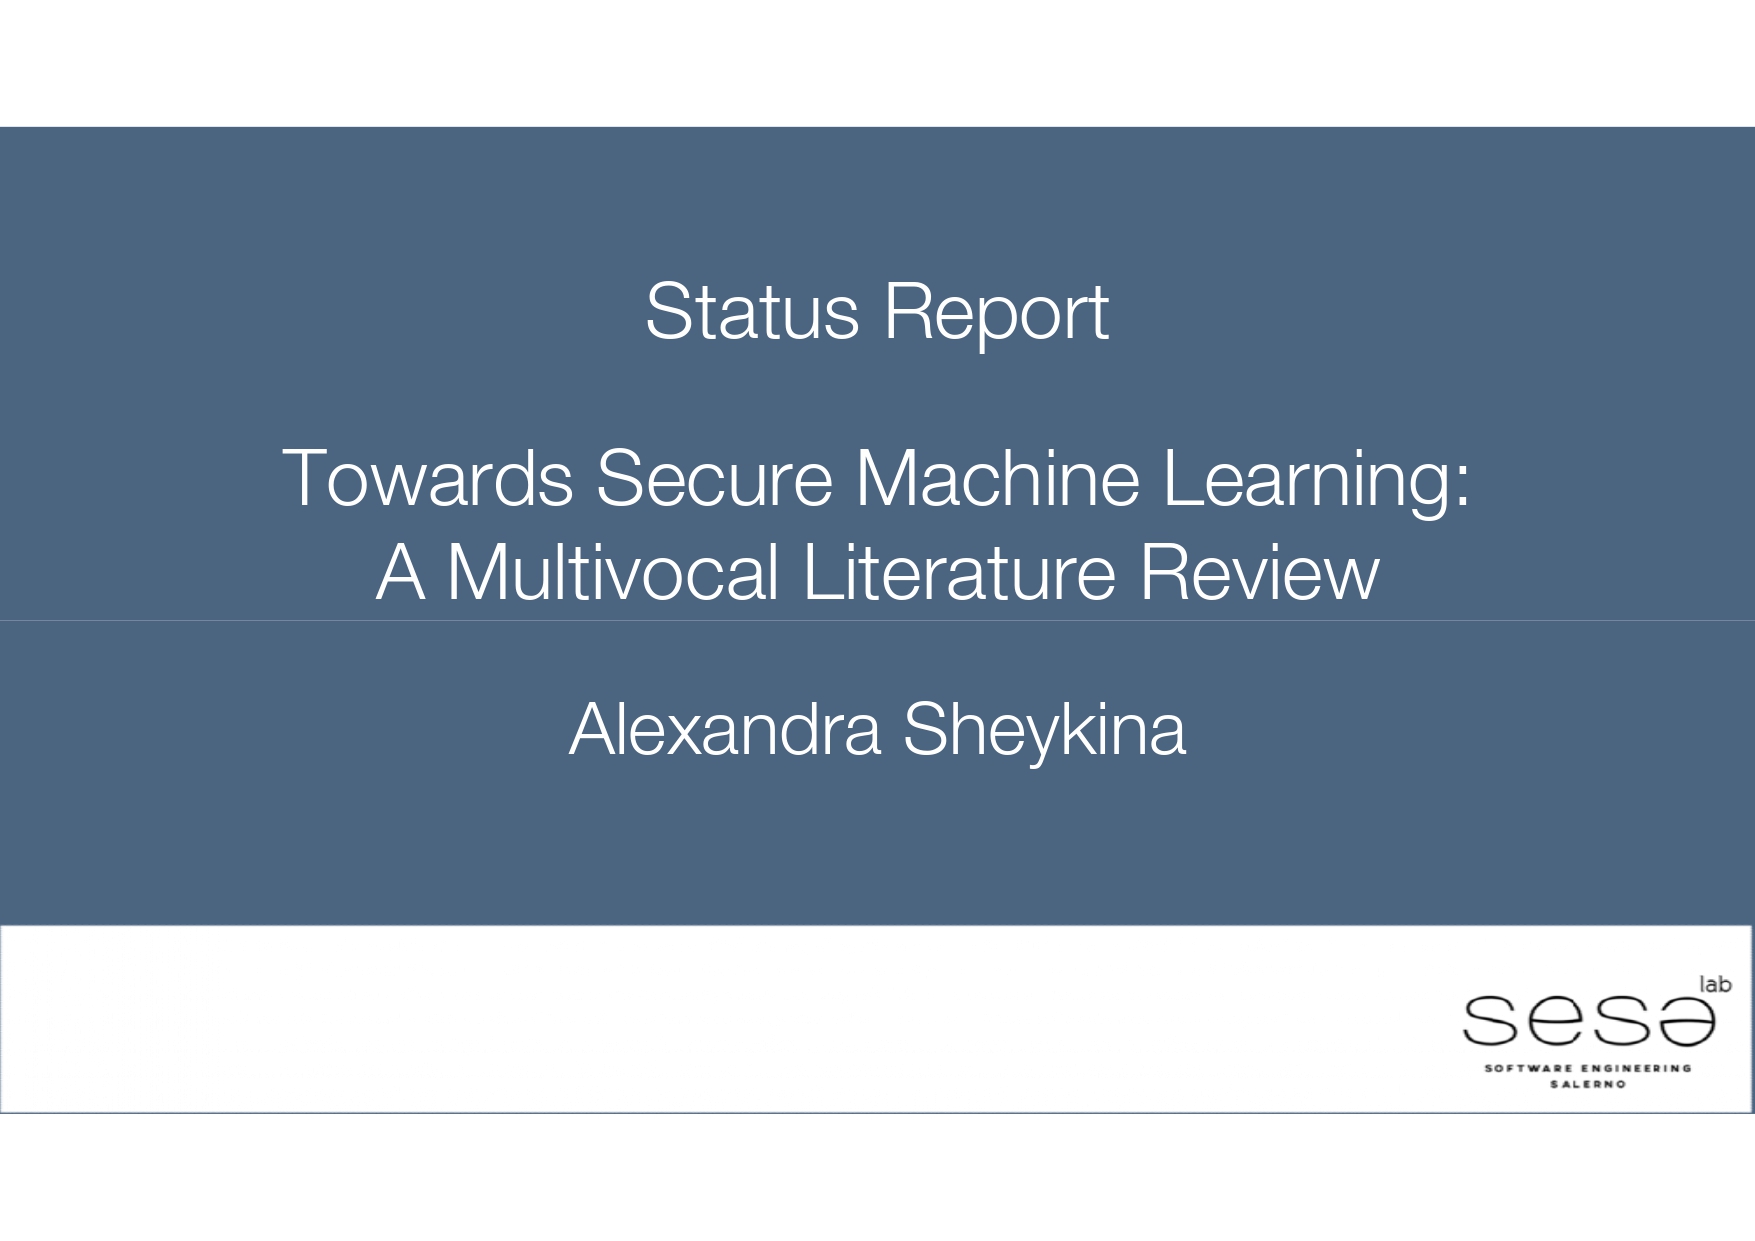 Status Report
Towards Secure Machine Learning:
A Multivocal Literature Review
Alexandra Sheykina
lab
sesə
SOFTWARE ENGINEERING
SALERNO